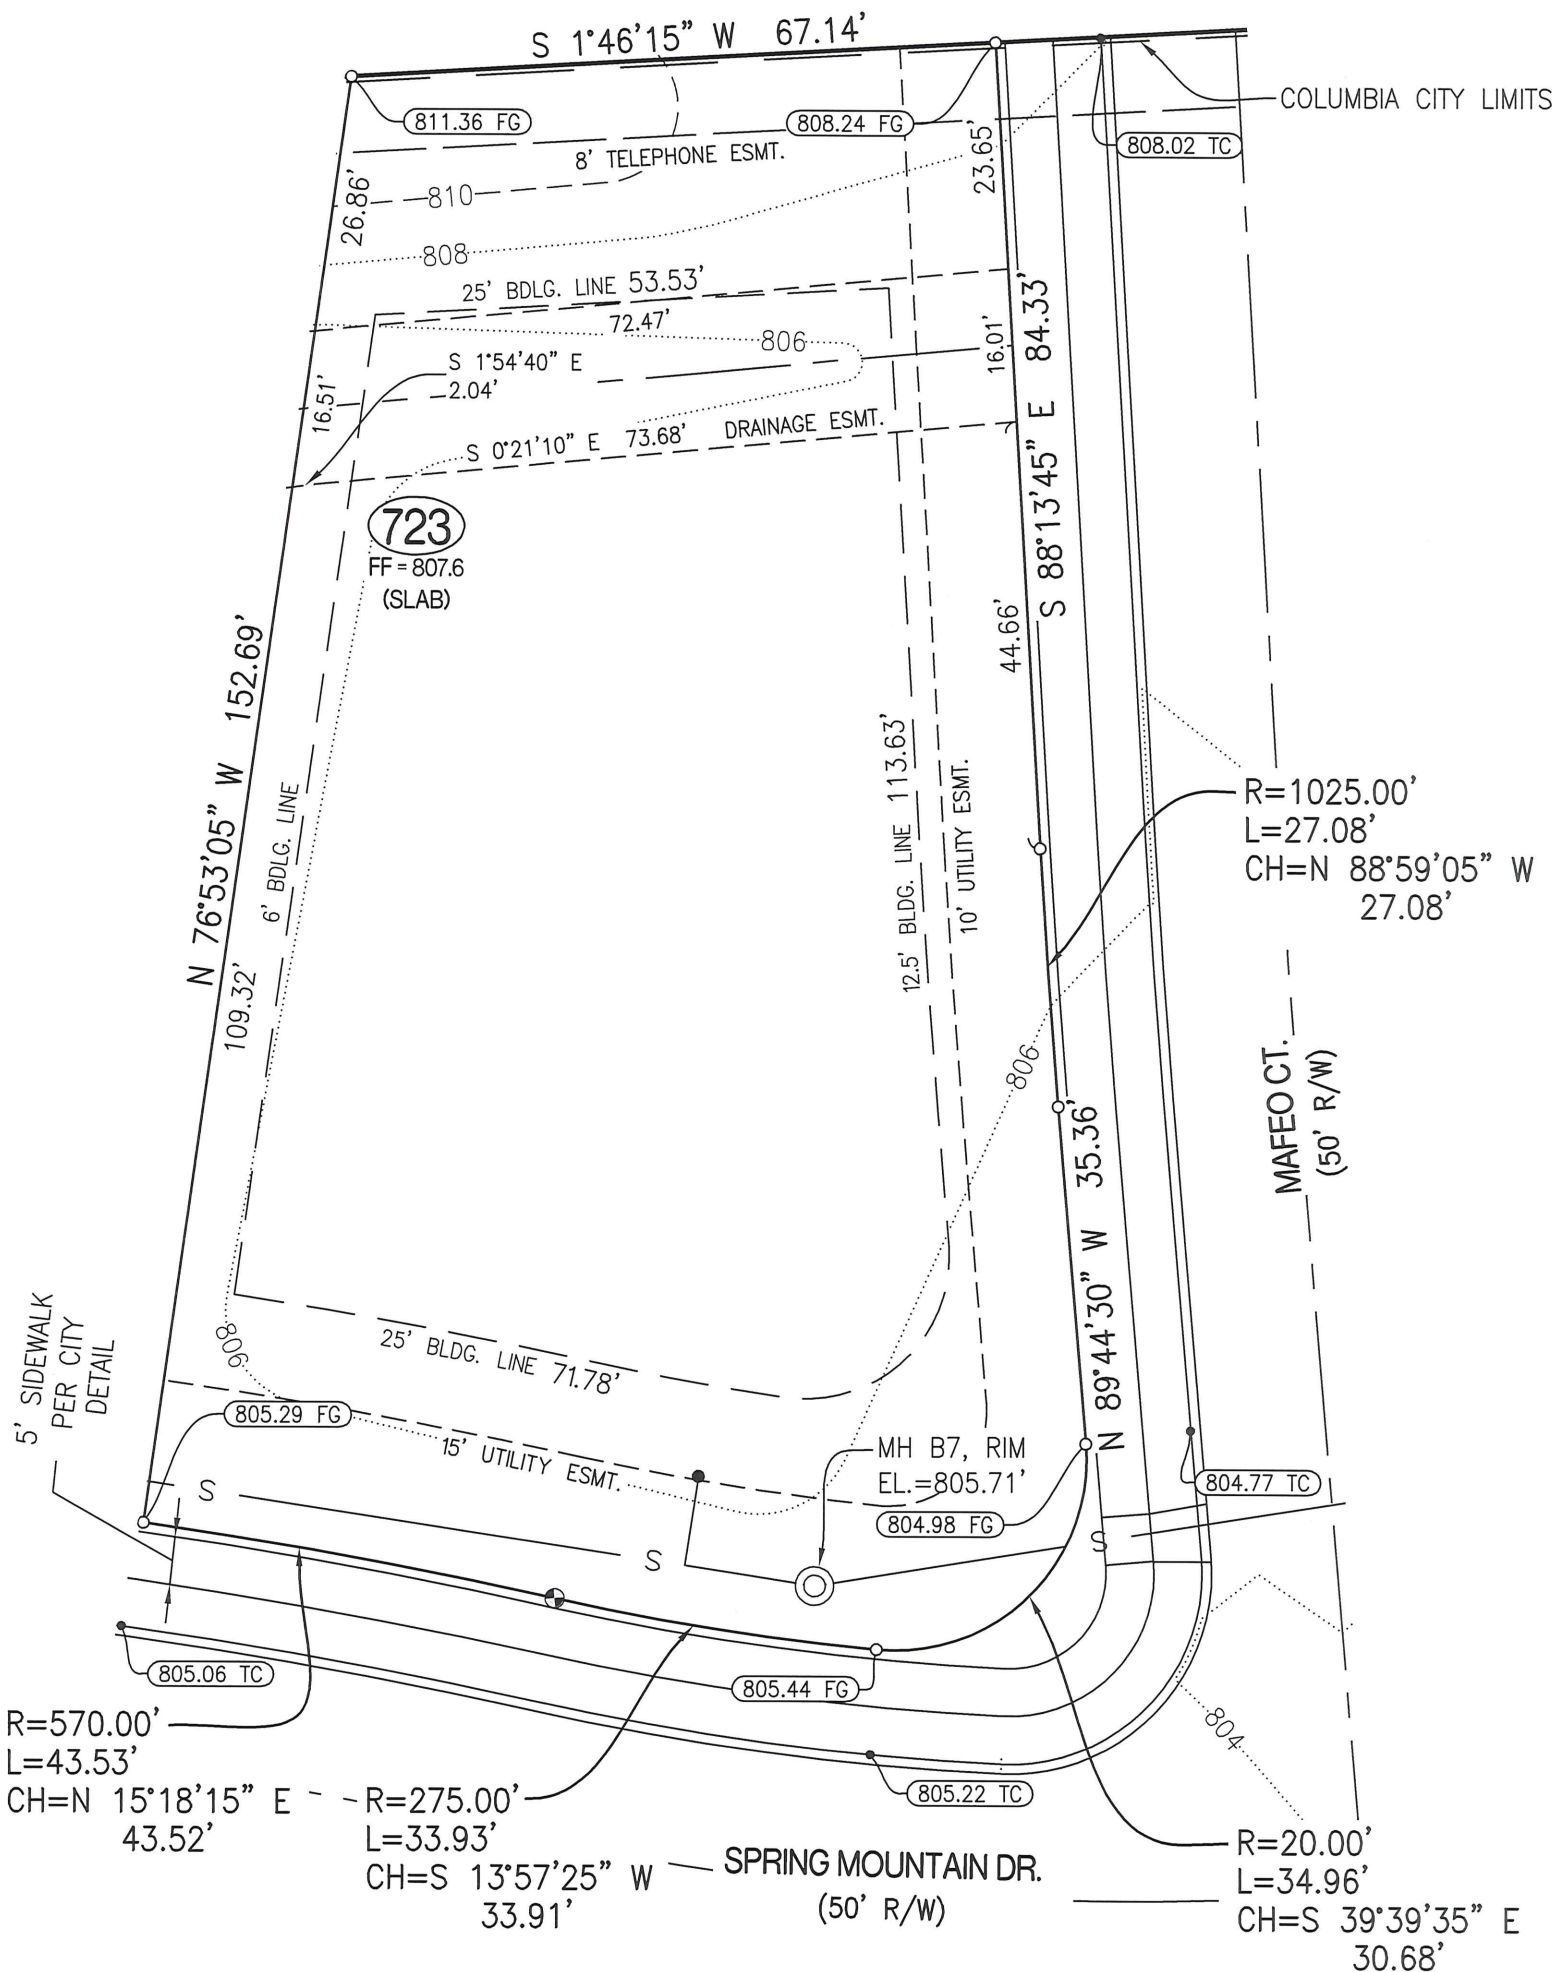 S 1°46'15" W 67.14'
COLUMBIA CITY LIMITS
811.36 FG
808.24 FG
808.02 TC
8' TELEPHONE ESMT.
23.65'
26.86'
810
808
25' BDLG. LINE 53.53'
72.47'
806
S 1°54'40" E
2.04'
16.01'
84.33'
16.51'
S 0°21'10" E 73.68' DRAINAGE ESMT.
S 88°13'45" E
723
FF = 807.6
(SLAB)
44.66'
N 76°53'05" W 152.69'
6' BDLG. LINE
109.32'
12.5' BLDG. LINE 113.63'
10' UTILITY ESMT.
R=1025.00'
L=27.08'
CH=N 88°59'05" W
27.08'
806
MAFEO CT.
(50' R/W)
N 89°44'30" W 35.36'
5' SIDEWALK
PER CITY
DETAIL
806
25' BLDG. LINE 71.78'
805.29 FG
15' UTILITY ESMT.
MH B7, RIM
EL.=805.71'
804.98 FG
804.77 TC
S
S
S
805.06 TC
805.44 FG
805.22 TC
804
R=570.00'
L=43.53'
CH=N 15°18'15" E
43.52'
R=275.00'
L=33.93'
CH=S 13°57'25" W
33.91'
SPRING MOUNTAIN DR.
(50' R/W)
R=20.00'
L=34.96'
CH=S 39°39'35" E
30.68'